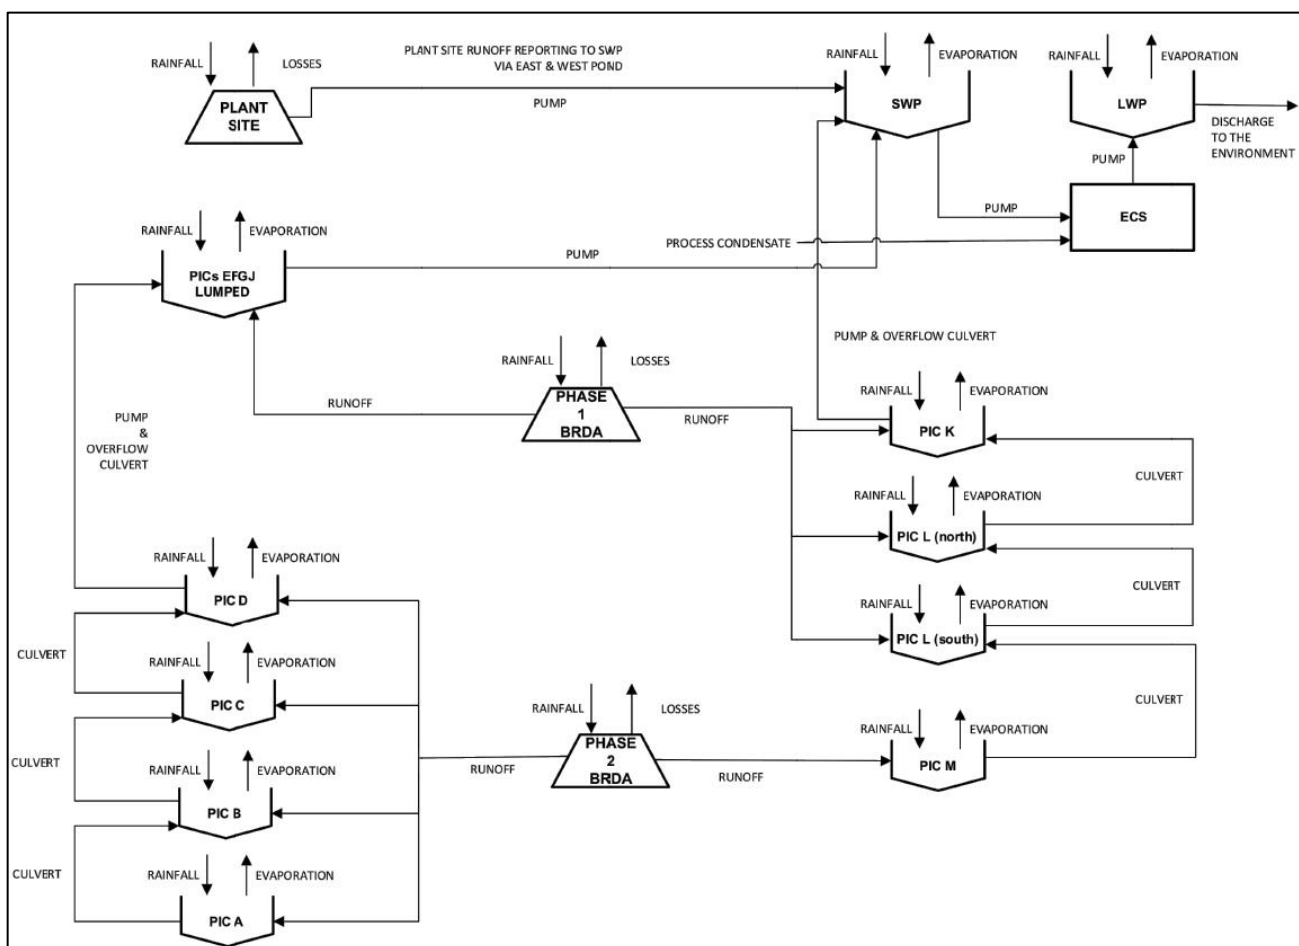 PLANT SITE RUNOFF REPORTING TO SWP
VIA EAST & WEST POND
RAINFALL
LOSSES
PLANT
SITE
PUMP
RAINFALL
EVAPORATION
SWP
RAINFALL
EVAPORATION
LWP
DISCHARGE
TO THE
ENVIRONMENT
PUMP
ECS
PUMP
PROCESS CONDENSATE
RAINFALL
EVAPORATION
PICs EFGJ
LUMPED
PUMP
RAINFALL
LOSSES
PHASE
1
BRDA
RUNOFF
RUNOFF
PUMP & OVERFLOW CULVERT
RAINFALL
EVAPORATION
PIC K
CULVERT
PUMP
&
OVERFLOW
CULVERT
RAINFALL
EVAPORATION
PIC L (north)
CULVERT
RAINFALL
EVAPORATION
PIC D
RAINFALL
EVAPORATION
PIC L (south)
CULVERT
CULVERT
RAINFALL
EVAPORATION
PIC C
RAINFALL
LOSSES
PHASE
2
BRDA
RUNOFF
RUNOFF
RAINFALL
EVAPORATION
PIC M
CULVERT
RAINFALL
EVAPORATION
PIC B
CULVERT
RAINFALL
EVAPORATION
PIC A